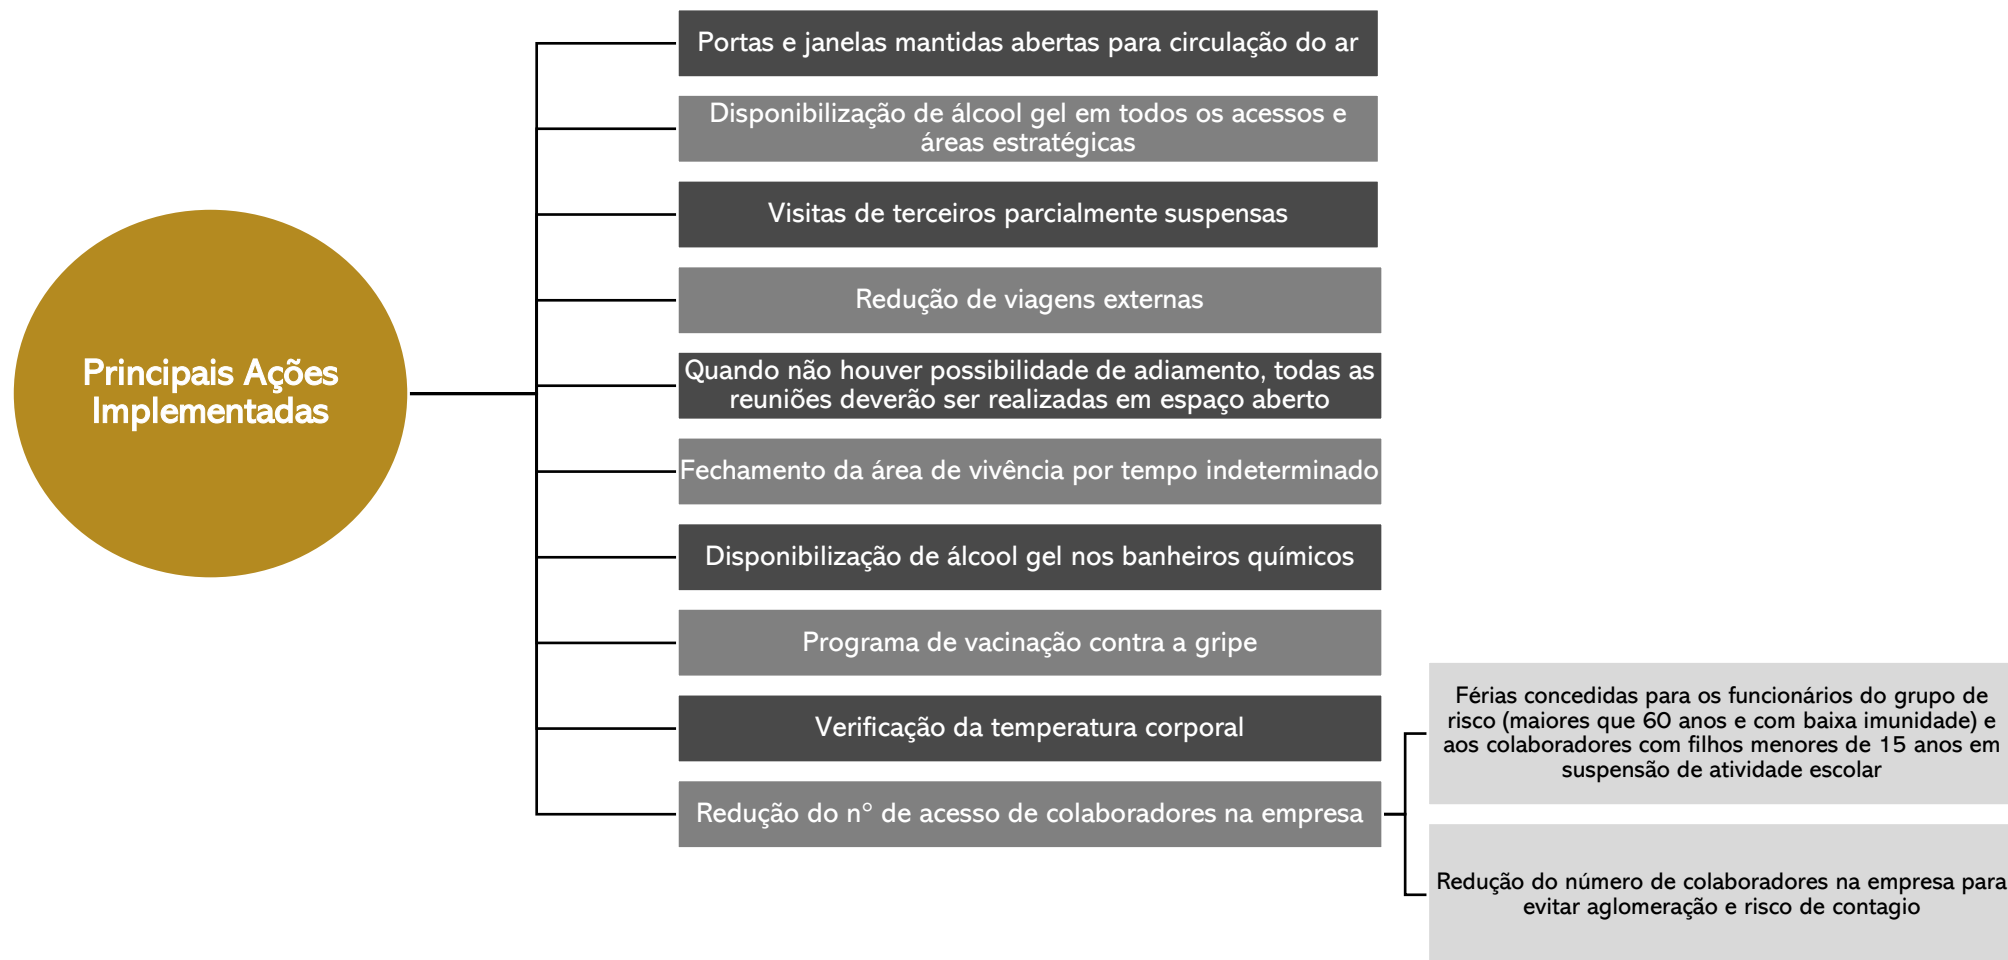 Principais Ações
Implementadas
Portas e janelas mantidas abertas para circulação do ar
Disponibilização de álcool gel em todos os acessos e
áreas estratégicas
Visitas de terceiros parcialmente suspensas
Redução de viagens externas
Quando não houver possibilidade de adiamento, todas as
reuniões deverão ser realizadas em espaço aberto
Fechamento da área de vivência por tempo indeterminado
Disponibilização de álcool gel nos banheiros químicos
Programa de vacinação contra a gripe
Verificação da temperatura corporal
Redução do n° de acesso de colaboradores na empresa
Férias concedidas para os funcionários do grupo de
risco (maiores que 60 anos e com baixa imunidade) e
aos colaboradores com filhos menores de 15 anos em
suspensão de atividade escolar
Redução do número de colaboradores na empresa para
evitar aglomeração e risco de contagio